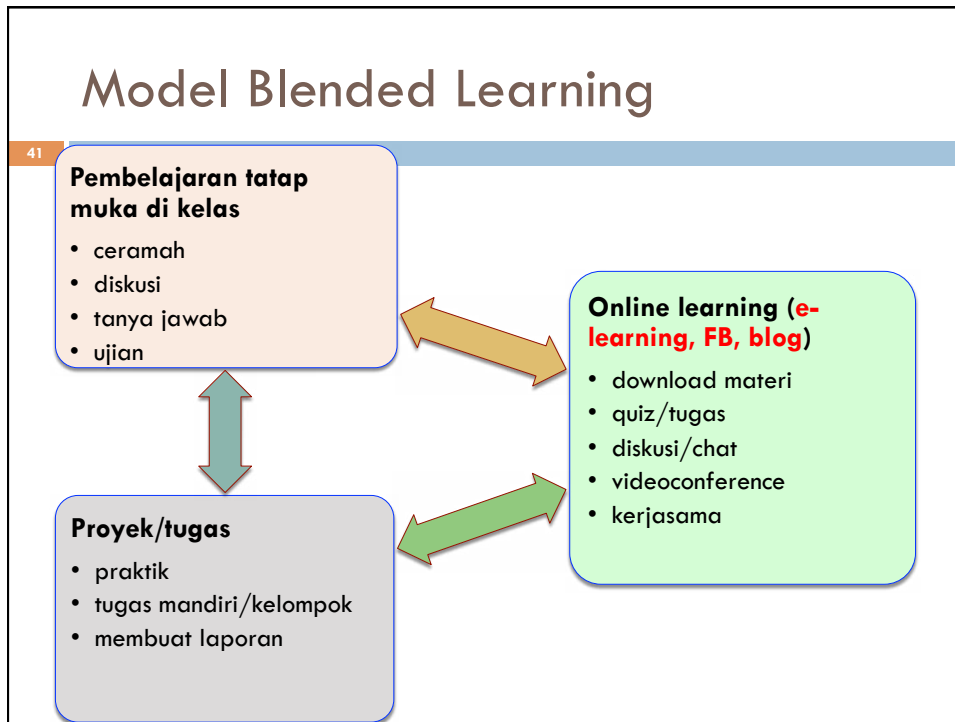 Model Blended Learning
41
Pembelajaran tatap
muka di kelas
• ceramah
• diskusi
• tanya jawab
• ujian
Online learning (e-
learning, FB, blog)
• download materi
• quiz/tugas
• diskusi/chat
• videoconference
• kerjasama
Proyek/tugas
• praktik
• tugas mandiri/kelompok
• membuat laporan